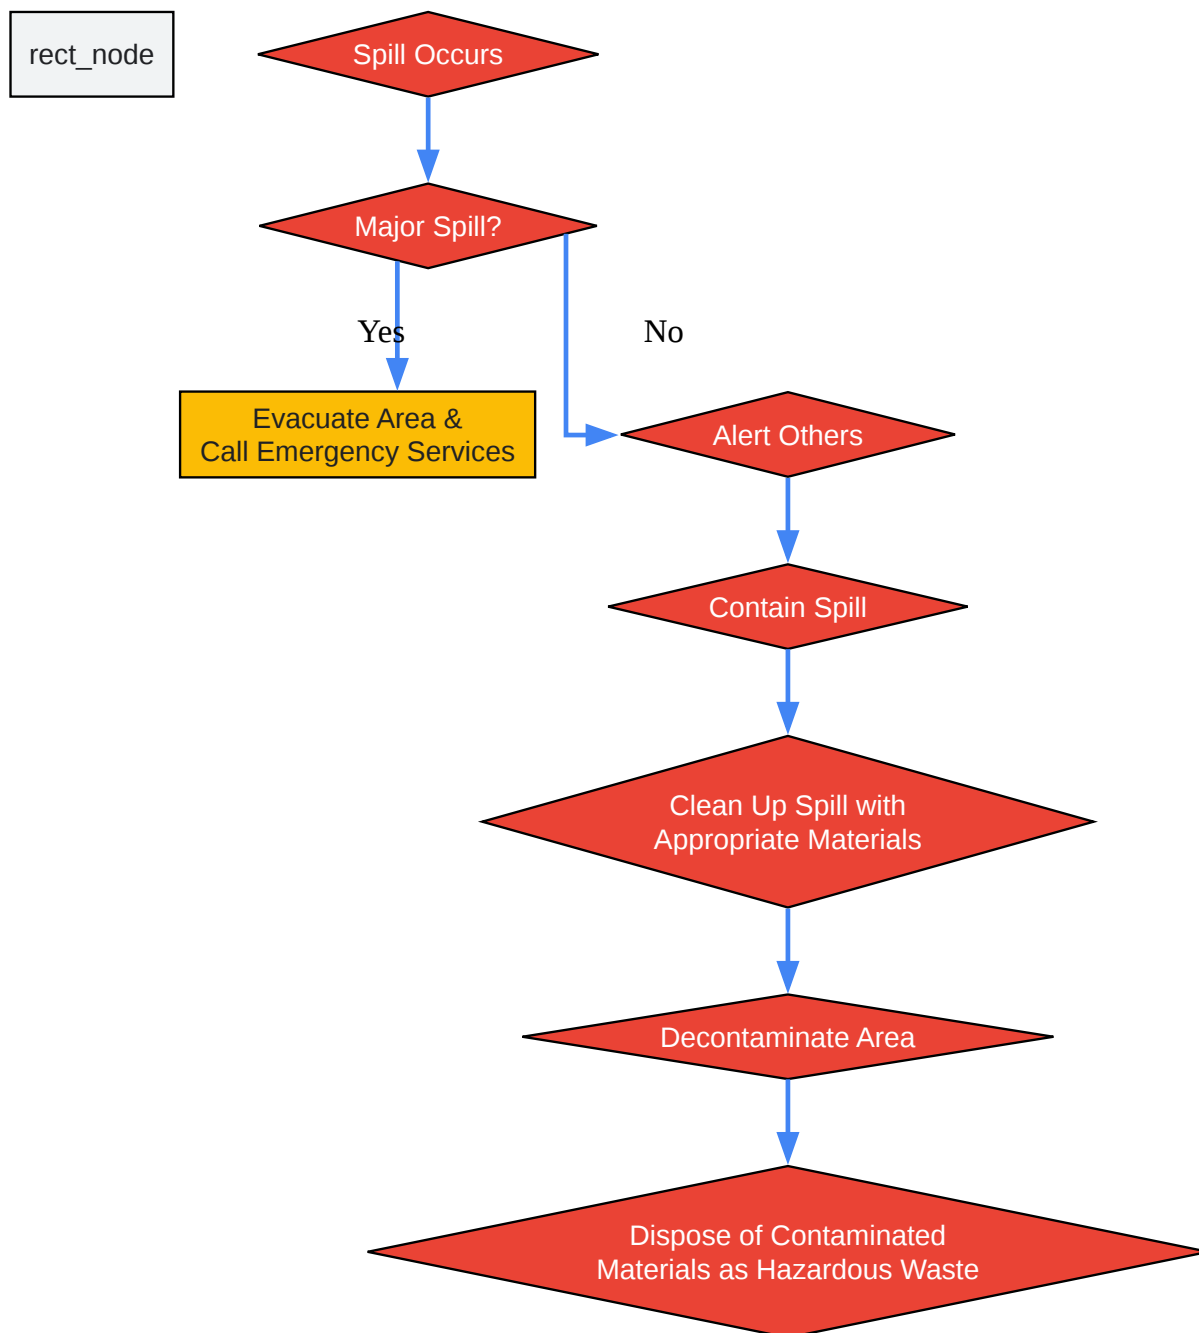 rect_node
Spill Occurs
Major Spill?
Yes
No
Evacuate Area &
Call Emergency Services
Alert Others
Contain Spill
Clean Up Spill with
Appropriate Materials
Decontaminate Area
Dispose of Contaminated
Materials as Hazardous Waste